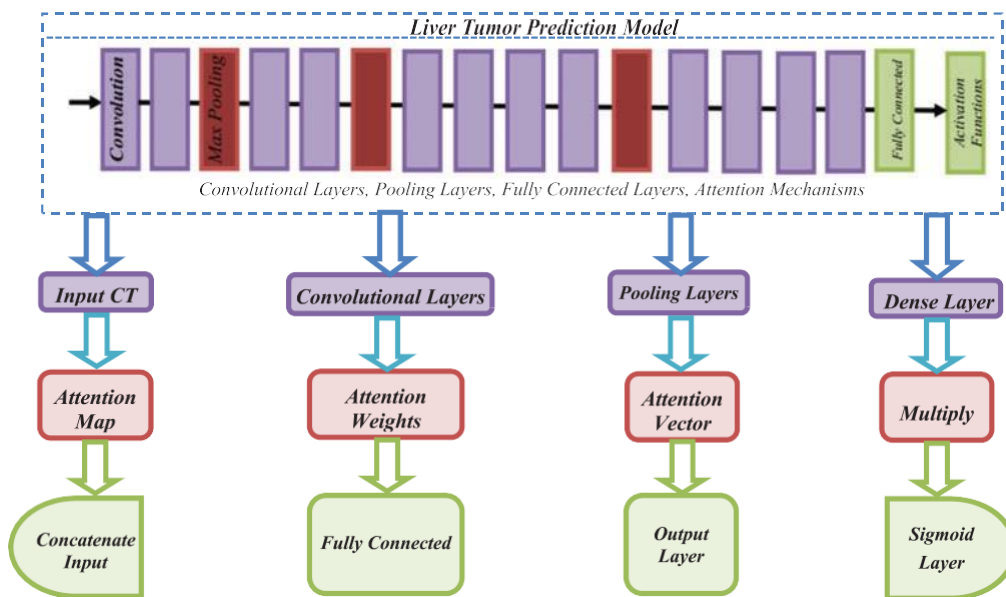 Liver Tumor Prediction Model
Convolution
Max Pooling
Fully Connected
Activation
Functions
Convolutional Layers, Pooling Layers, Fully Connected Layers, Attention Mechanisms
Input CT
Convolutional Layers
Pooling Layers
Dense Layer
Attention
Map
Attention
Weights
Attention
Vector
Multiply
Concatenate
Input
Fully Connected
Output
Layer
Sigmoid
Layer